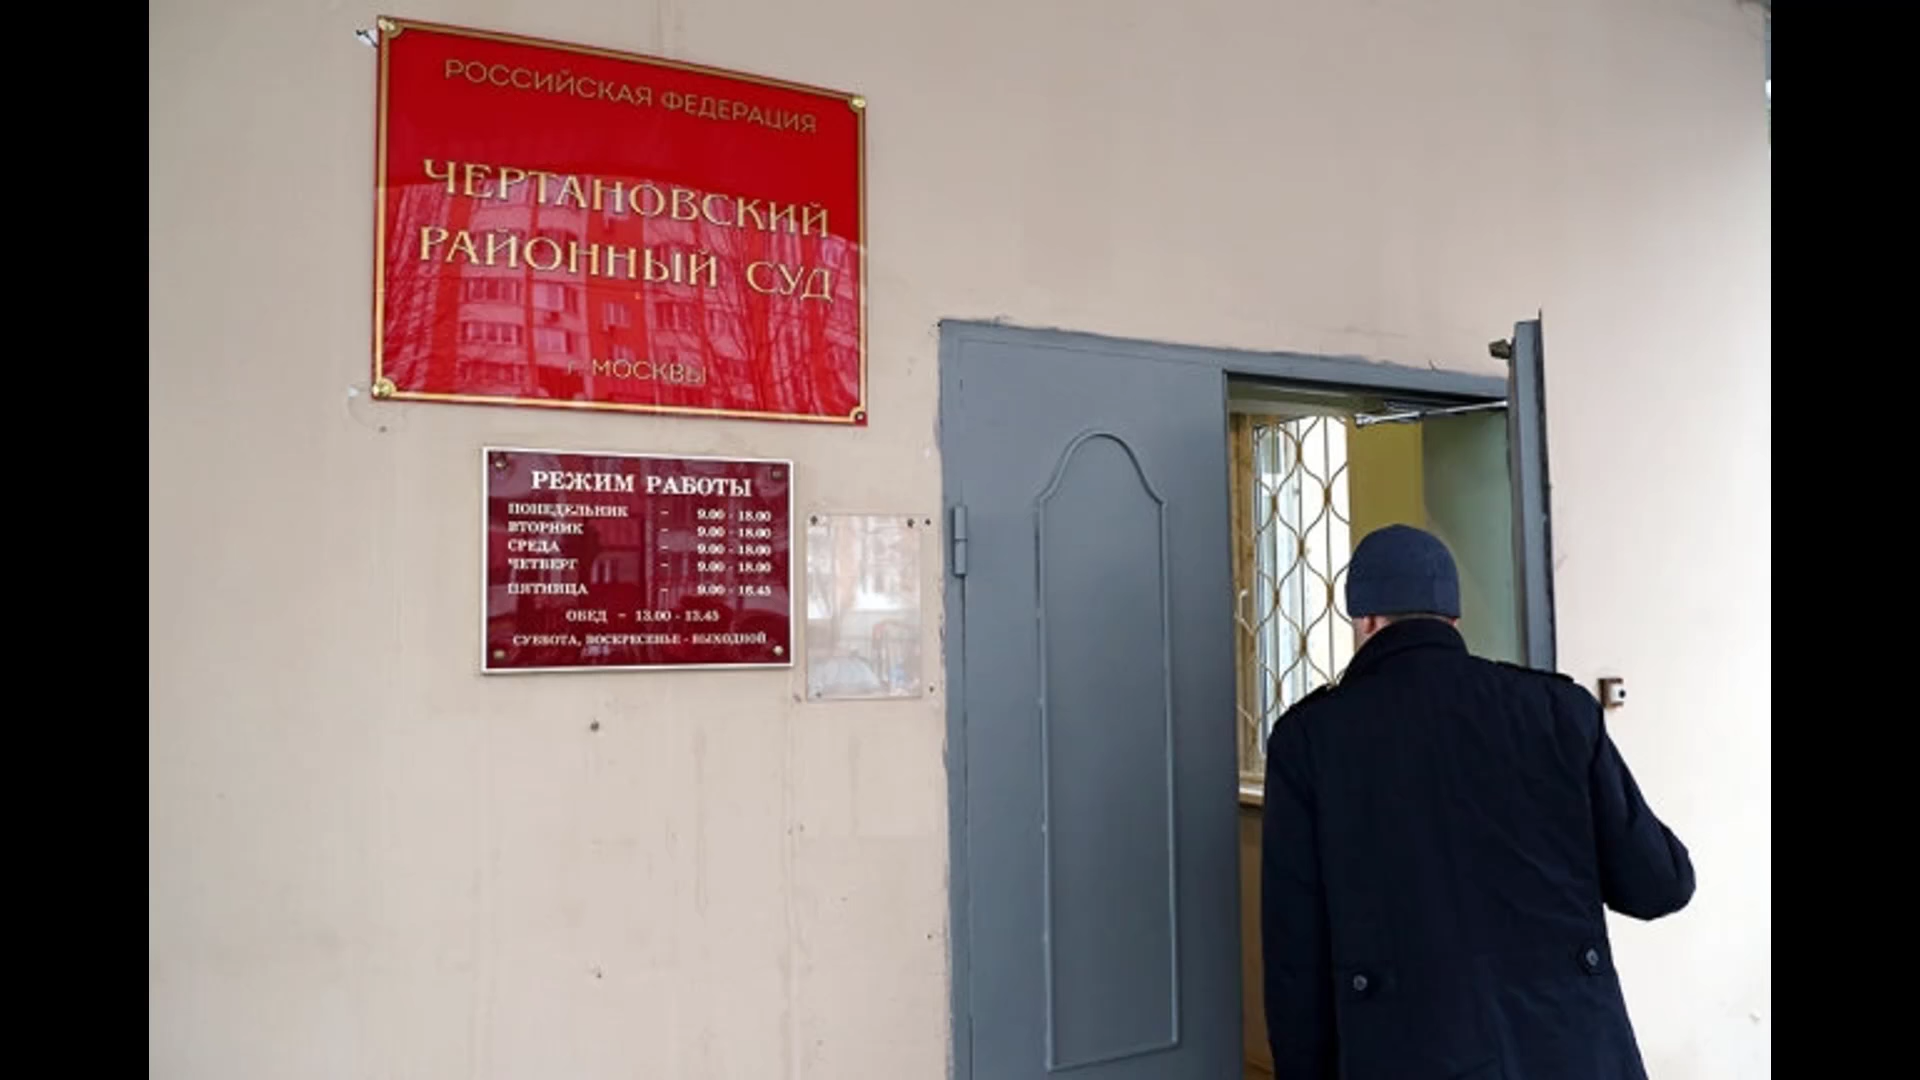 РОССИЙСКАЯ ФЕДЕРАЦИЯ
ЧЕРТАНОВСКИЙ
РАЙОННЫЙ СУД
г. МОСКВЫ
РЕЖИМ РАБОТЫ
ПОНЕДЕЛЬНИК - 9.00 - 18.00
ВТОРНИК - 9.00 - 18.00
СРЕДА - 9.00 - 18.00
ЧЕТВЕРГ - 9.00 - 18.00
ПЯТНИЦА - 9.00 - 16.45
ОБЕД - 13.00 - 13.45
СУББОТА, ВОСКРЕСЕНЬЕ - ВЫХОДНОЙ